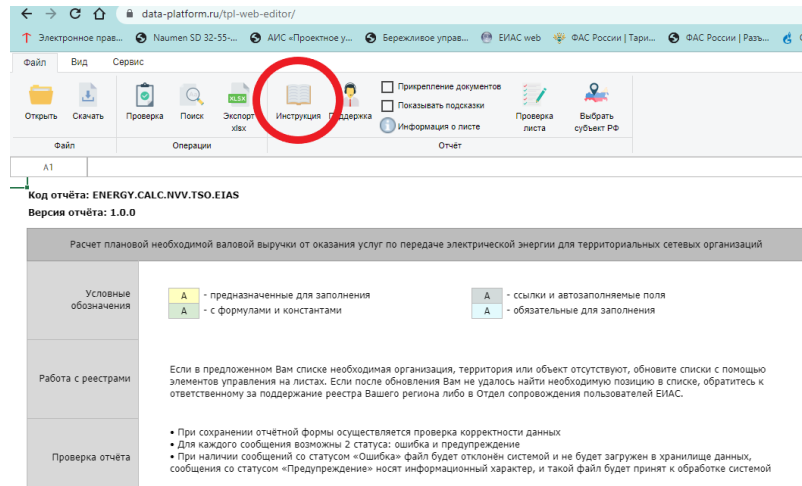 data-platform.ru/tpl-web-editor/
Электронное прав...
Naumen SD 32-55-...
АИС «Проектное у...
Бережливое управ...
ЕИАС web
ФАС России | Тари...
ФАС России | Разъ...
Файл Вид Сервис
Открыть
Скачать
Проверка
Поиск
XLSX
Экспорт
xlsx
Инструкция
Поддержка
Прикрепление документов
Показывать подсказки
Информация о листе
Проверка
листа
Выбрать
субъект РФ
Файл Операции Отчёт
A1
Код отчёта: ENERGY.CALC.NVV.TSO.EIAS
Версия отчёта: 1.0.0
Расчет плановой необходимой валовой выручки от оказания услуг по передаче электрической энергии для территориальных сетевых организаций
Условные
обозначения
А - предназначенные для заполнения
А - с формулами и константами
А - ссылки и автозаполняемые поля
А - обязательные для заполнения
Работа с реестрами
Если в предложенном Вам списке необходимая организация, территория или объект отсутствуют, обновите списки с помощью
элементов управления на листах. Если после обновления Вам не удалось найти необходимую позицию в списке, обратитесь к
ответственному за поддержание реестра Вашего региона либо в Отдел сопровождения пользователей ЕИАС.
Проверка отчёта
• При сохранении отчётной формы осуществляется проверка корректности данных
• Для каждого сообщения возможны 2 статуса: ошибка и предупреждение
• При наличии сообщений со статусом «Ошибка» файл будет отклонён системой и не будет загружен в хранилище данных,
сообщения со статусом «Предупреждение» носят информационный характер, и такой файл будет принят к обработке системой